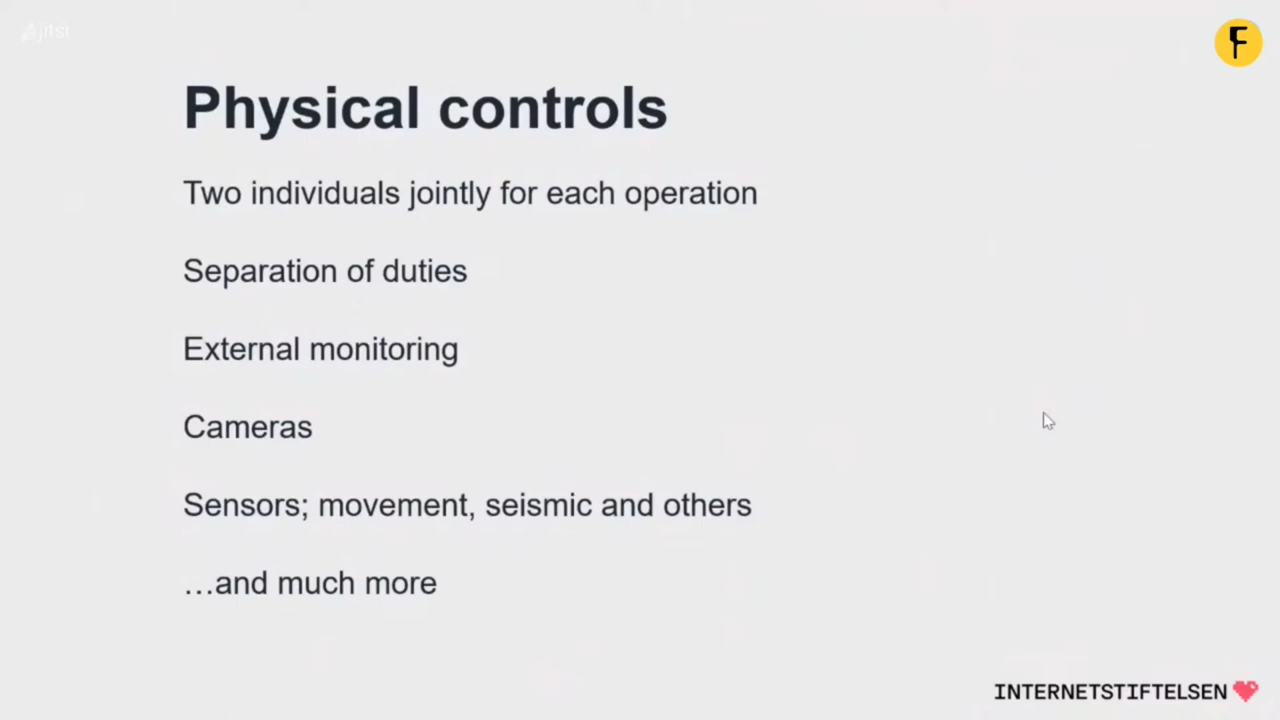 jitsi
Physical controls
Two individuals jointly for each operation
Separation of duties
External monitoring
Cameras
Sensors; movement, seismic and others
…and much more
INTERNETSTIFTELSEN